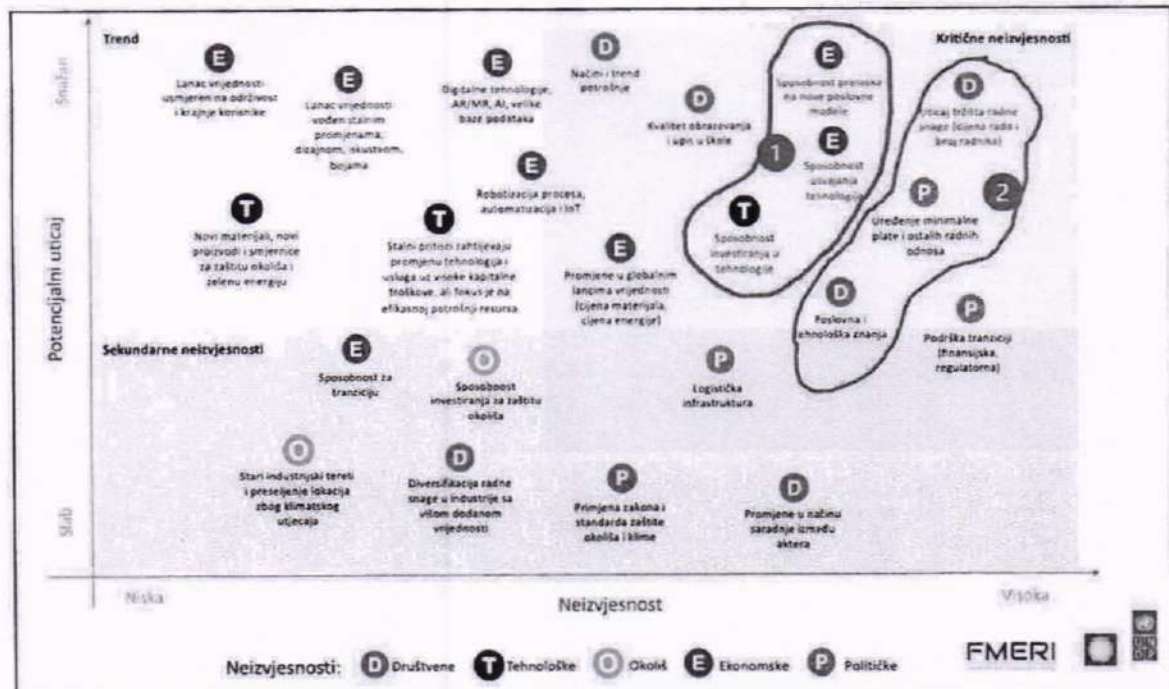 Trend
Kritične neizvjesnosti
Snažan
Potencijalni uticaj
Slab
E
Lanac vrijednosti
usmjeren na održivost
i krajnje korisnike
E
Lanac vrijednosti
vođen stalnim
promjenama,
dizajnom, iskustvom,
bojama
E
Digitalne tehnologije,
AR/MR, AI, velike
baze podataka
D
Načini i trend
potrošnje
D
Kvalitet obrazovanja
i upis u škole
E
Sposobnost prelaska
na nove poslovne
modele
D
Uticaj tržišta radne
snage (cijena rada i
broj radnika)
1
E
Sposobnost
usvajanja
tehnologije
E
Robotizacija procesa,
automatizacija i IoT
P
2
Uređenje minimalne
plate i ostalih radnih
odnosa
T
Novi materijali, novi
proizvodi i smjernice
za zaštitu okoliša i
zelenu energiju
T
Stalni pritisci zahtijevaju
promjenu tehnologija i
usluga uz visoke kapitalne
troškove, ali fokus je na
efikasnoj potrošnji resursa.
E
Promjene u globalnim
lancima vrijednosti
(cijena materijala,
cijena energije)
T
Sposobnost
investiranja u
tehnologije
D
Poslovna i
tehnološka znanja
P
Podrška tranziciji
(finansijska,
regulatorna)
Sekundarne neizvjesnosti
E
Sposobnost za
tranziciju
O
Sposobnost
investiranja za zaštitu
okoliša
P
Logistička
infrastruktura
O
Stari industrijski tereti
i preseljenje lokacija
zbog klimatskog
utjecaja
D
Diversifikacija radne
snage u industrije sa
višom dodanom
vrijednosti
P
Primjena zakona i
standarda zaštite
okoliša i klime
D
Promjene u načinu
saradnje između
aktera
Niska
Neizvjesnost
Visoka
Neizvjesnosti: D Društvene T Tehnološke O Okoliš E Ekonomske P Političke
FMERI